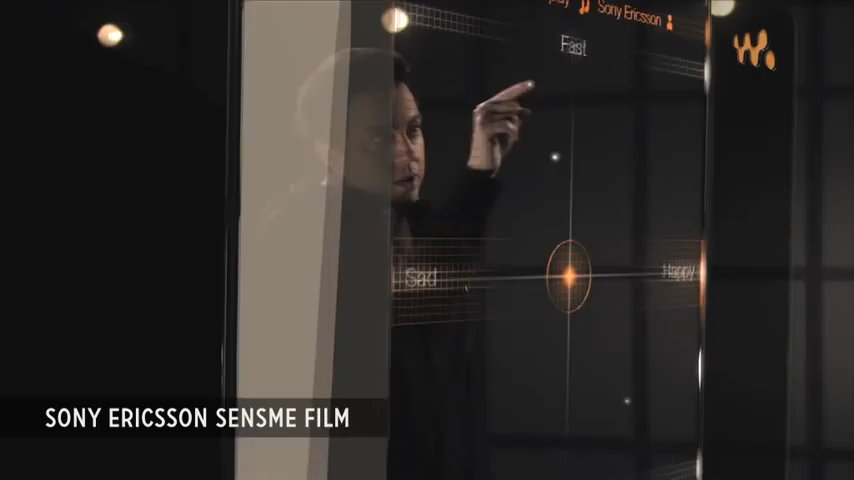 Sony Ericsson
Fast
Sad
Happy
SONY ERICSSON SENSME FILM